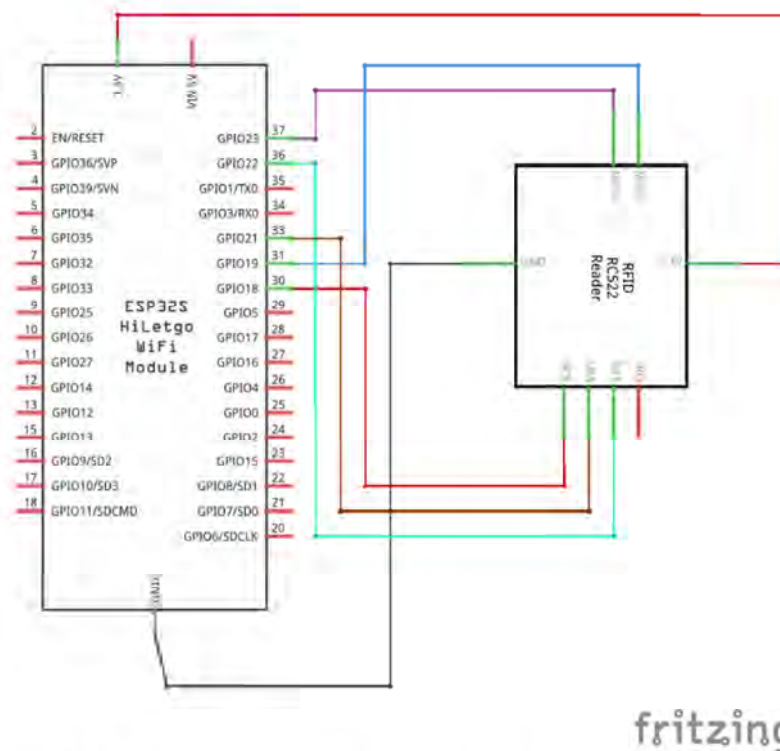 VIN 5V
2 EN/RESET
3 GPIO36/SVP
4 GPIO39/SVN
5 GPIO34
6 GPIO35
7 GPIO32
8 GPIO33
9 GPIO25
10 GPIO26
11 GPIO27
12 GPIO14
13 GPIO12
15 GPIO13
16 GPIO9/SD2
17 GPIO10/SD3
18 GPIO11/SDCMD
ESP32S
HiLetgo
WiFi
Module
GPIO23 37
GPIO22 36
GPIO1/TX0 35
GPIO3/RX0 34
GPIO21 33
GPIO19 31
GPIO18 30
GPIO5 29
GPIO17 28
GPIO16 27
GPIO4 26
GPIO0 25
GPIO2 24
GPIO15 23
GPIO8/SD1 22
GPIO7/SD0 21
GPIO6/SDCLK 20
GND
GND
RFID
RC522
Reader
fritzing